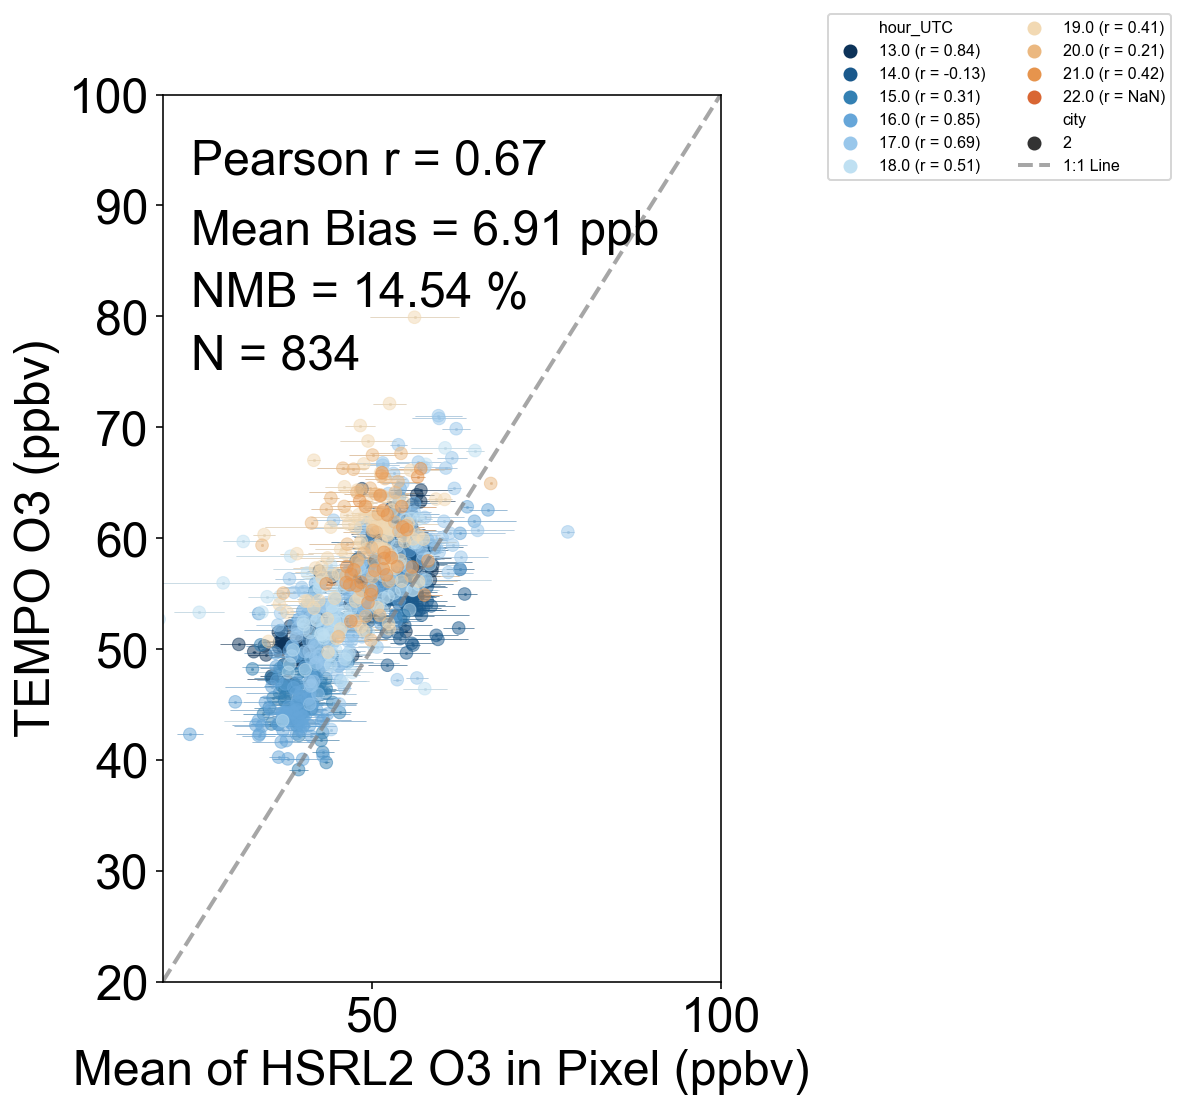 hour_UTC
13.0 (r = 0.84)
14.0 (r = -0.13)
15.0 (r = 0.31)
16.0 (r = 0.85)
17.0 (r = 0.69)
18.0 (r = 0.51)
19.0 (r = 0.41)
20.0 (r = 0.21)
21.0 (r = 0.42)
22.0 (r = NaN)
city
2
1:1 Line
Pearson r = 0.67
Mean Bias = 6.91 ppb
NMB = 14.54 %
N = 834
TEMPO O3 (ppbv)
100
90
80
70
60
50
40
30
20
50
100
Mean of HSRL2 O3 in Pixel (ppbv)